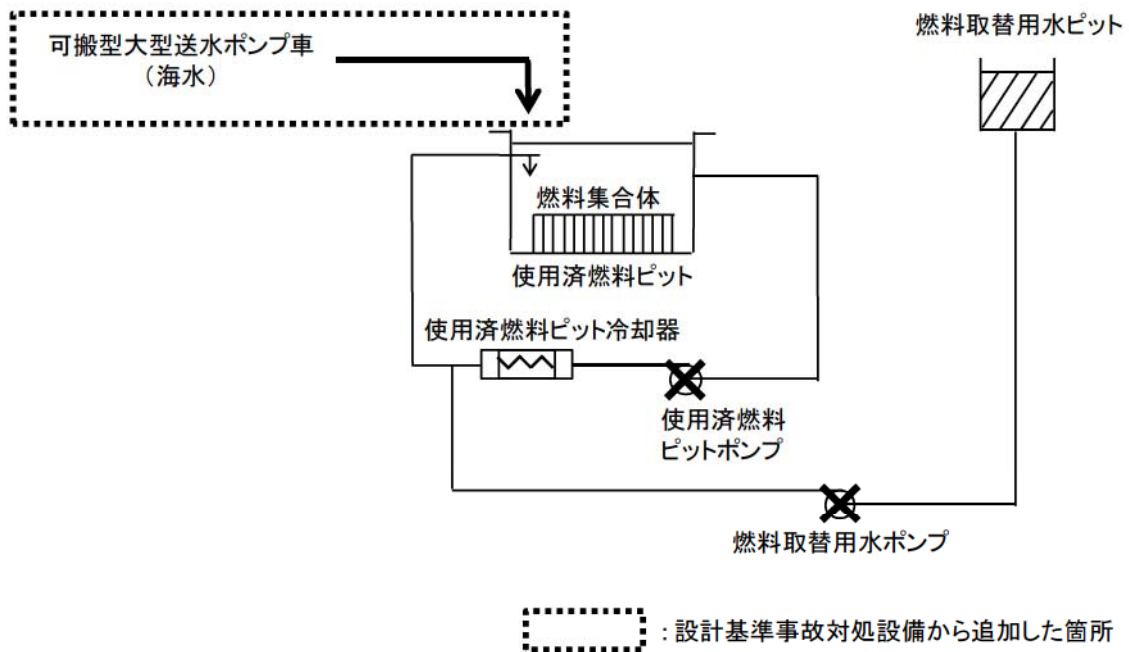 可搬型大型送水ポンプ車
（海水）
燃料取替用水ピット
燃料集合体
使用済燃料ピット
使用済燃料ピット冷却器
使用済燃料
ピットポンプ
燃料取替用水ポンプ
：設計基準事故対処設備から追加した箇所